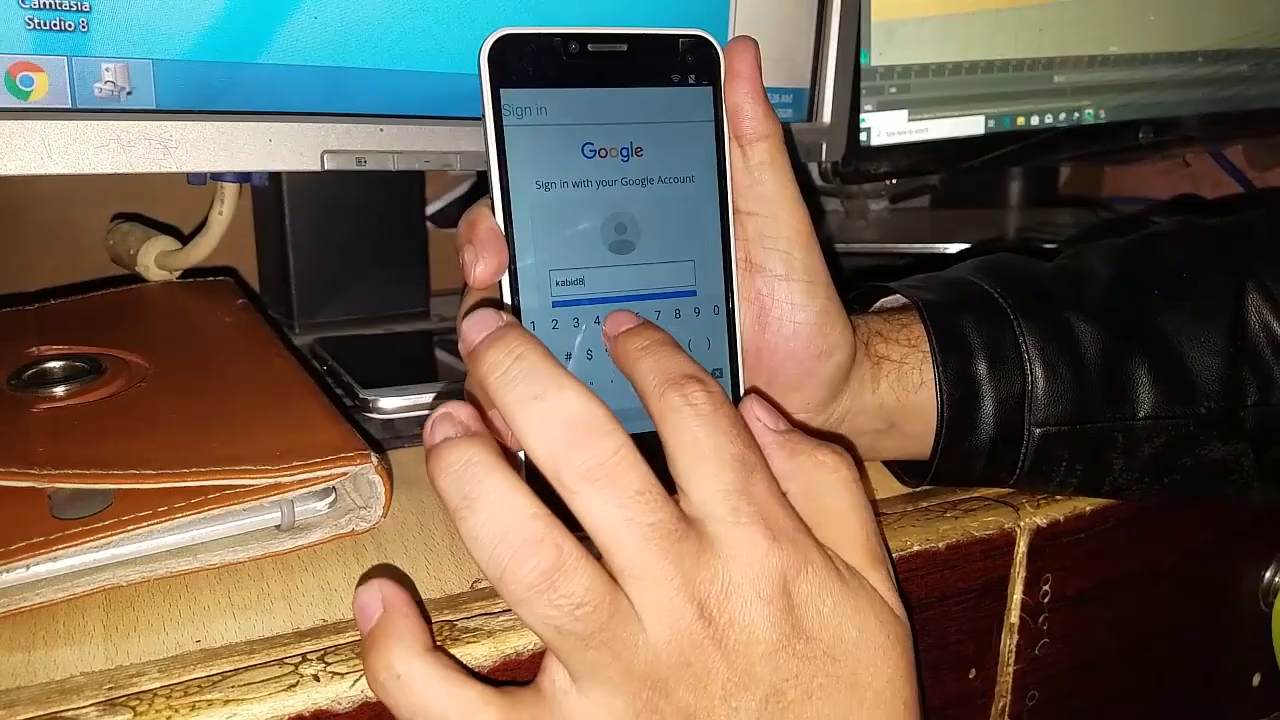 Camtasia
Studio 8
Sign in
Google
Sign in with your Google Account
kabid8
1 2 3 4 6 7 8 9 0
# $ ( )